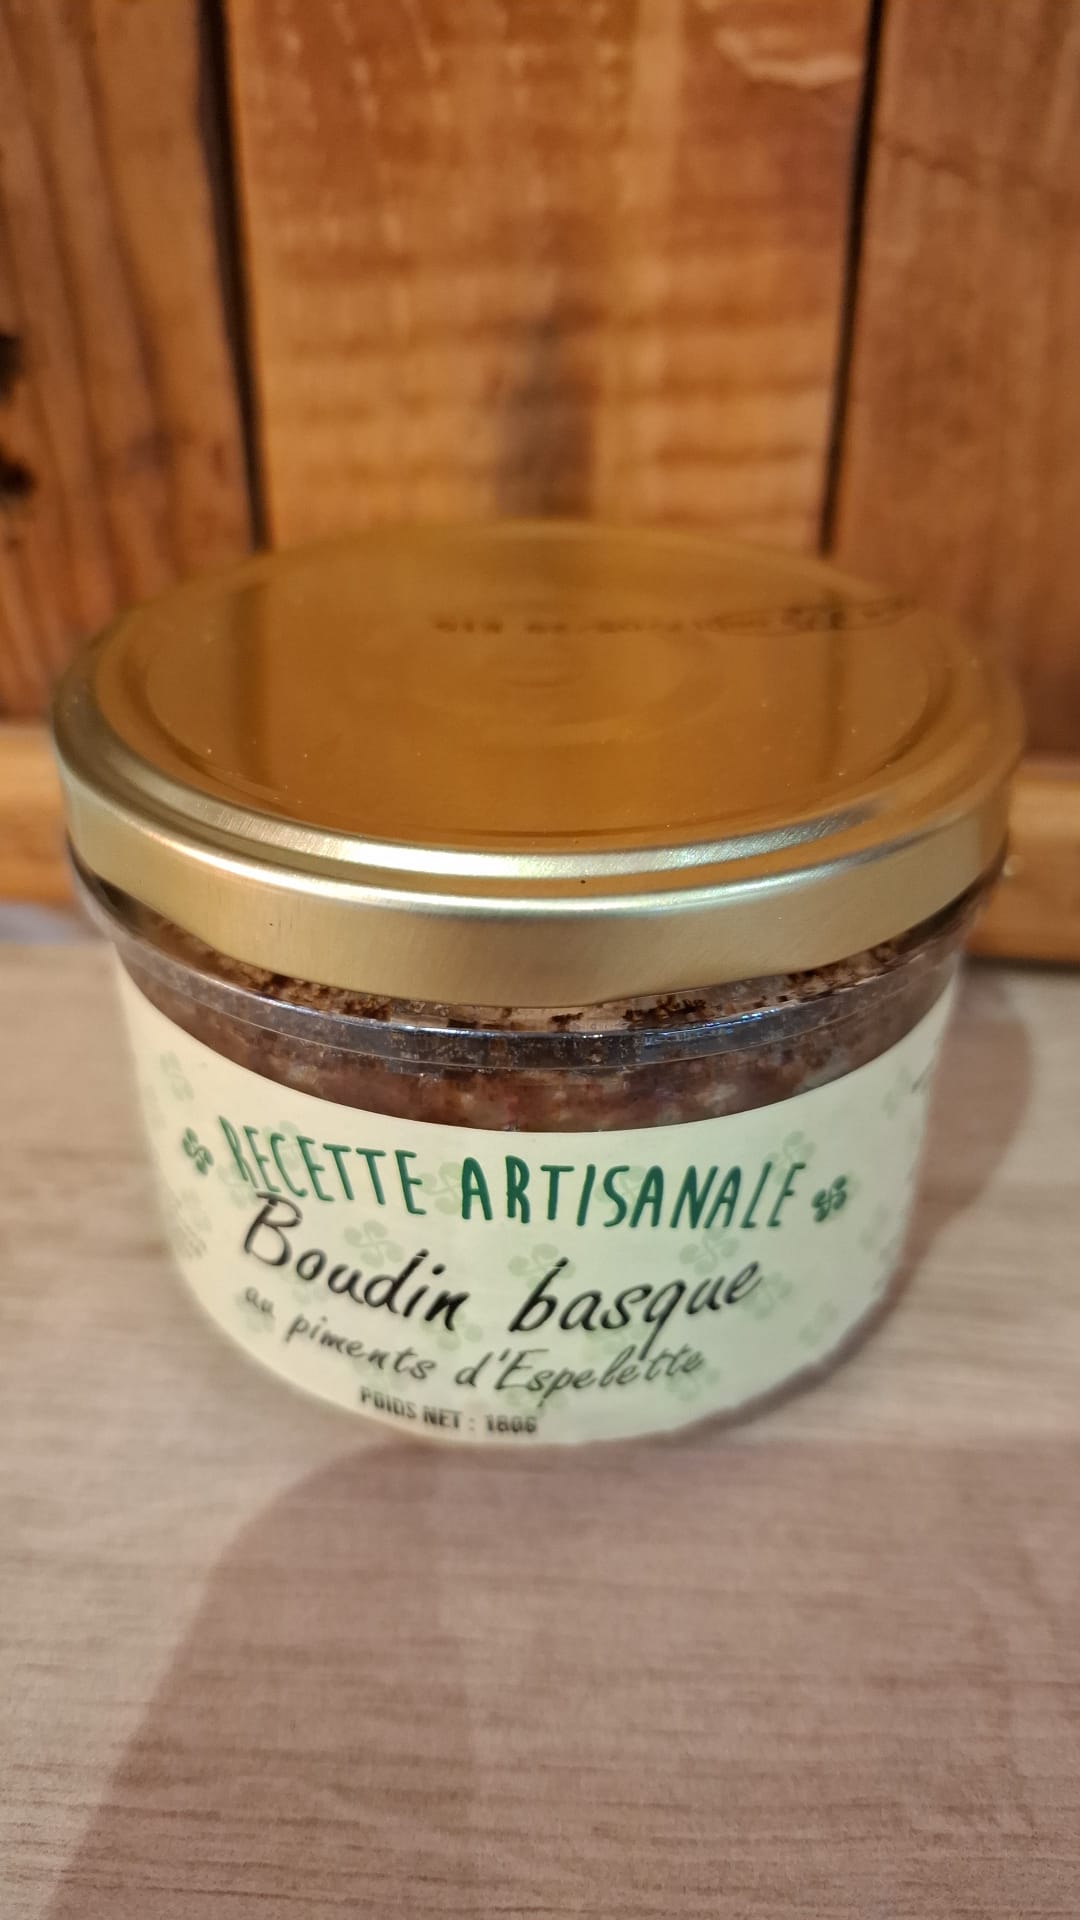 RECETTE ARTISANALE
Boudin basque
au piments d'Espelette
POIDS NET : 180G